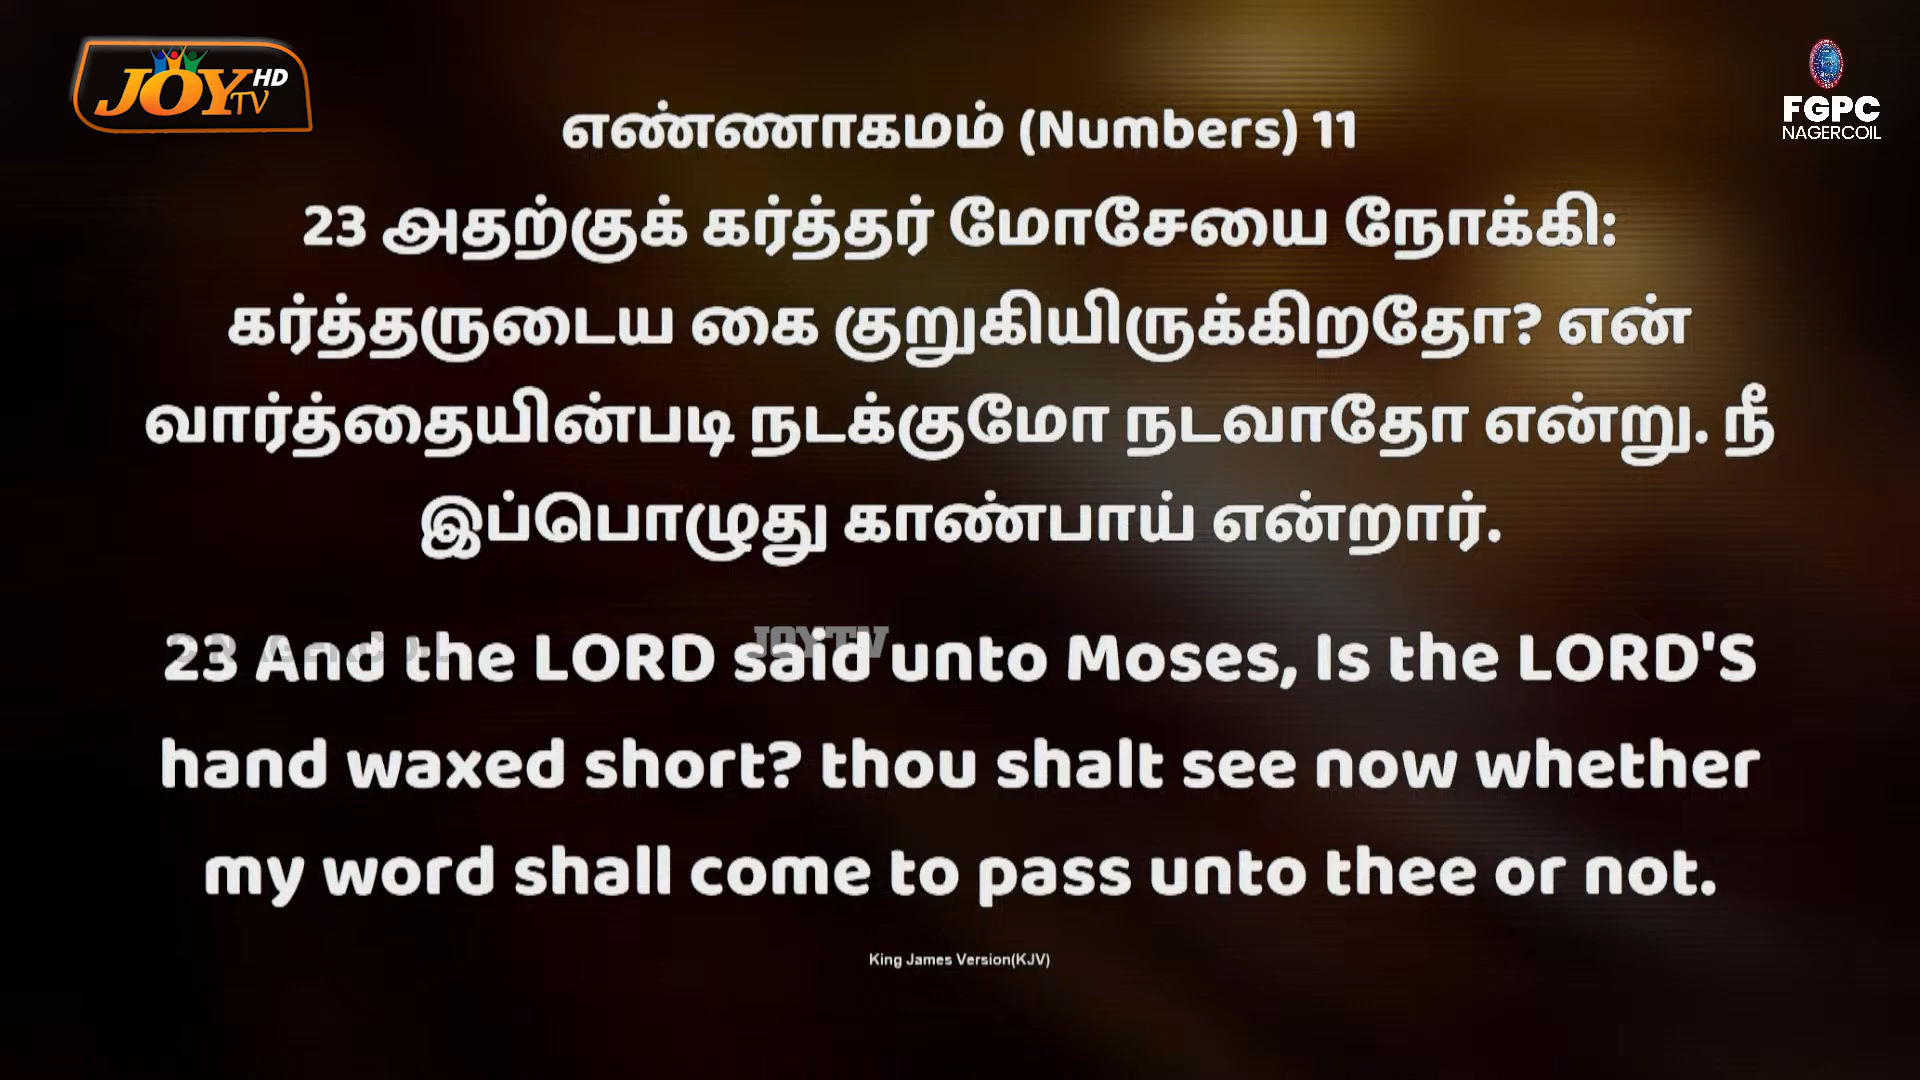 JOY TV HD
FGPC
NAGERCOIL
எண்ணாகமம் (Numbers) 11
23 அதற்குக் கர்த்தர் மோசேயை நோக்கி:
கர்த்தருடைய கை குறுகியிருக்கிறதோ? என்
வார்த்தையின்படி நடக்குமோ நடவாதோ என்று. நீ
இப்பொழுது காண்பாய் என்றார்.
JOYTV
23 And the LORD said unto Moses, Is the LORD'S
hand waxed short? thou shalt see now whether
my word shall come to pass unto thee or not.
King James Version(KJV)